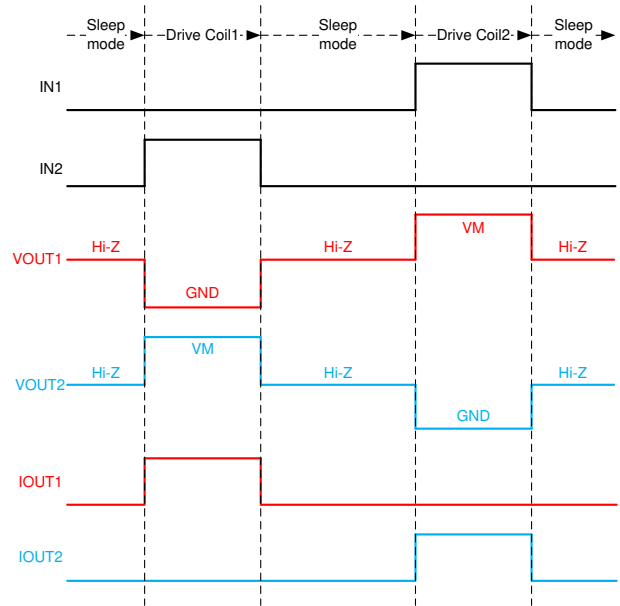 Sleep mode
Drive Coil1
Sleep mode
Drive Coil2
Sleep mode
IN1
IN2
VM
Hi-Z
Hi-Z
Hi-Z
VOUT1
GND
VM
Hi-Z
Hi-Z
Hi-Z
VOUT2
GND
IOUT1
IOUT2